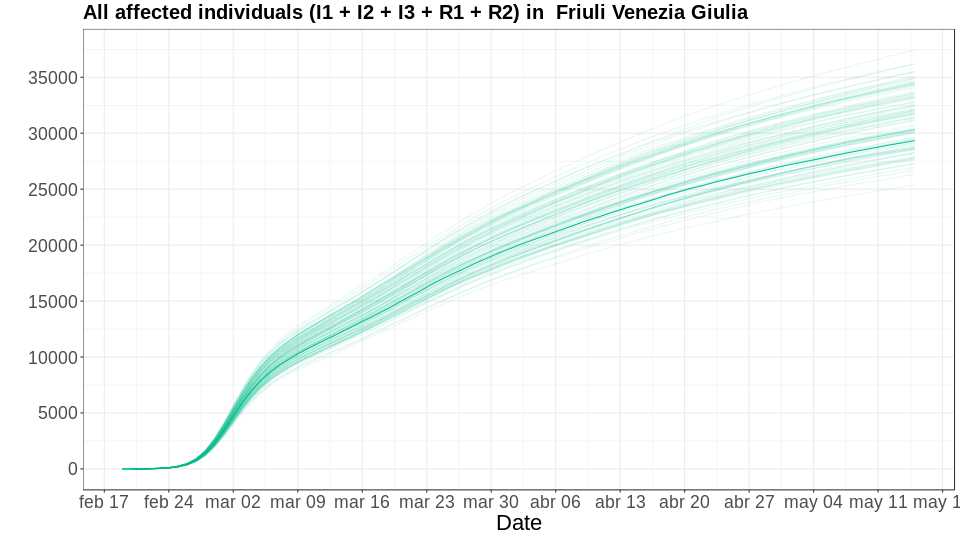 All affected individuals (I1 + I2 + I3 + R1 + R2) in  Friuli Venezia Giulia
35000
30000
25000
20000
15000
10000
5000
0
feb 17 feb 24 mar 02 mar 09 mar 16 mar 23 mar 30 abr 06 abr 13 abr 20 abr 27 may 04 may 11 may 1
Date